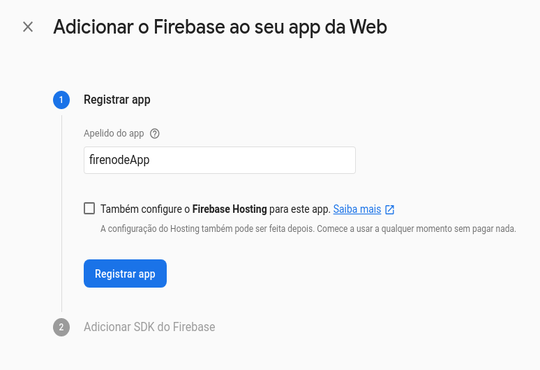 Adicionar o Firebase ao seu app da Web
1 Registrar app
Apelido do app
firenodeApp
Também configure o Firebase Hosting para este app. Saiba mais
A configuração do Hosting também pode ser feita depois. Comece a usar a qualquer momento sem pagar nada.
Registrar app
2 Adicionar SDK do Firebase